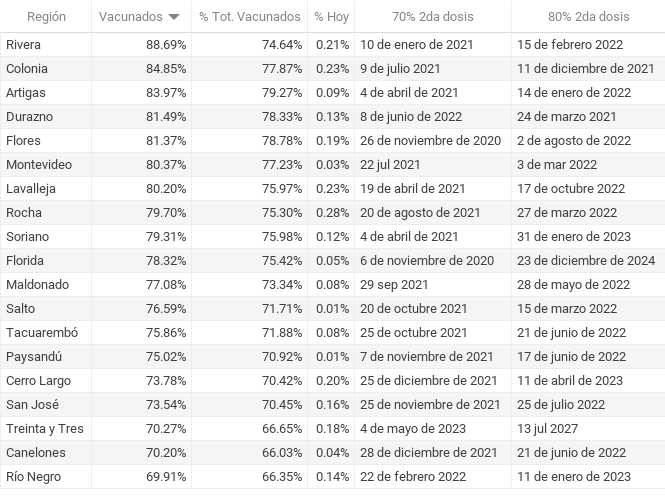 Región Vacunados % Tot. Vacunados % Hoy 70% 2da dosis 80% 2da dosis
Rivera 88.69% 74.64% 0.21% 10 de enero de 2021 15 de febrero 2022
Colonia 84.85% 77.87% 0.23% 9 de julio 2021 11 de diciembre de 2021
Artigas 83.97% 79.27% 0.09% 4 de abril de 2021 14 de enero de 2022
Durazno 81.49% 78.33% 0.13% 8 de junio de 2022 24 de marzo 2021
Flores 81.37% 78.78% 0.19% 26 de noviembre de 2020 2 de agosto de 2022
Montevideo 80.37% 77.23% 0.03% 22 jul 2021 3 de mar 2022
Lavalleja 80.20% 75.97% 0.23% 19 de abril de 2021 17 de octubre 2022
Rocha 79.70% 75.30% 0.28% 20 de agosto de 2021 27 de marzo 2022
Soriano 79.31% 75.98% 0.12% 4 de abril de 2021 31 de enero de 2023
Florida 78.32% 75.42% 0.05% 6 de noviembre de 2020 23 de diciembre de 2024
Maldonado 77.08% 73.34% 0.08% 29 sep 2021 28 de mayo de 2022
Salto 76.59% 71.71% 0.01% 20 de octubre 2021 15 de marzo 2022
Tacuarembó 75.86% 71.88% 0.08% 25 de octubre 2021 21 de junio de 2022
Paysandú 75.02% 70.92% 0.01% 7 de noviembre de 2021 17 de junio de 2022
Cerro Largo 73.78% 70.42% 0.20% 25 de diciembre de 2021 11 de abril de 2023
San José 73.54% 70.45% 0.16% 25 de noviembre de 2021 25 de julio 2022
Treinta y Tres 70.27% 66.65% 0.18% 4 de mayo de 2023 13 jul 2027
Canelones 70.20% 66.03% 0.04% 28 de diciembre de 2021 21 de junio de 2022
Río Negro 69.91% 66.35% 0.14% 22 de febrero 2022 11 de enero de 2023